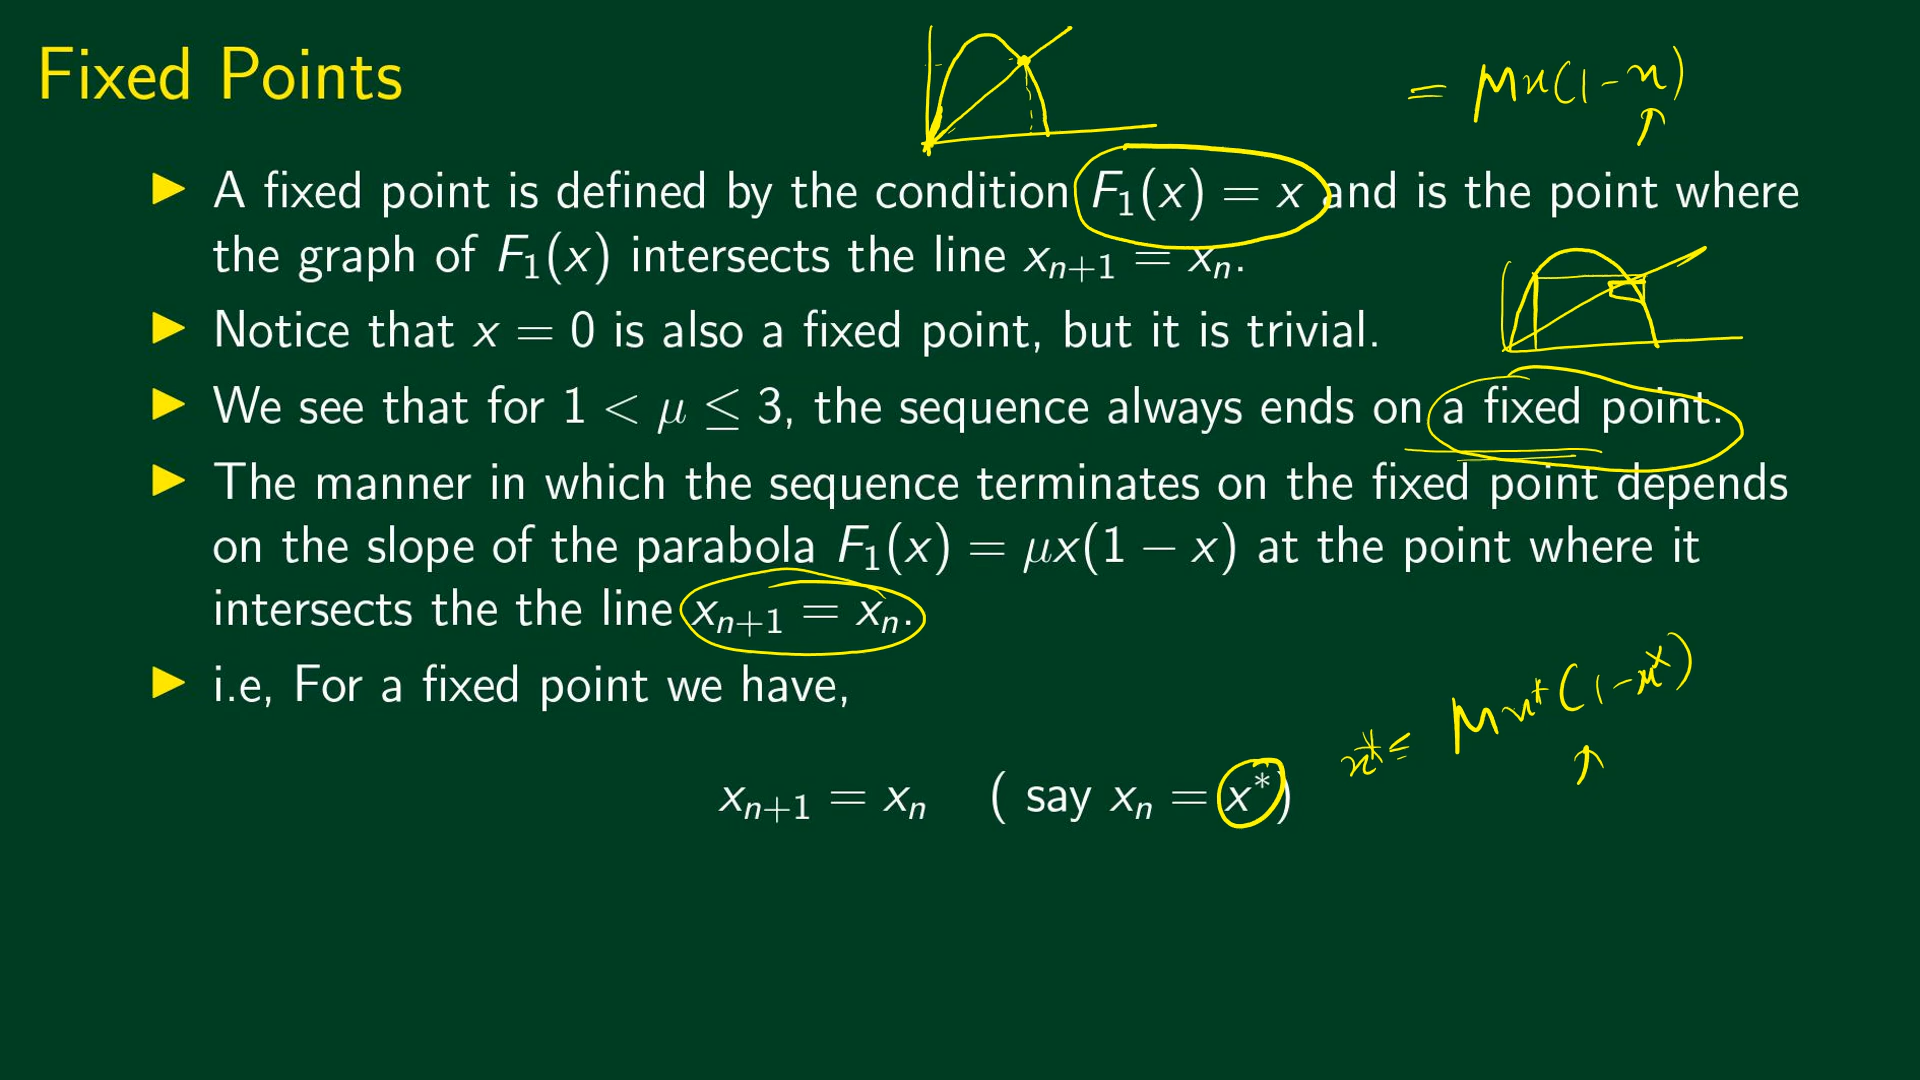 Fixed Points
= μx(1-x)
▶ A fixed point is defined by the condition F₁(x) = x and is the point where
the graph of F₁(x) intersects the line xₙ₊₁ = xₙ.
▶ Notice that x = 0 is also a fixed point, but it is trivial.
▶ We see that for 1 < μ ≤ 3, the sequence always ends on a fixed point.
▶ The manner in which the sequence terminates on the fixed point depends
on the slope of the parabola F₁(x) = μx(1 − x) at the point where it
intersects the the line xₙ₊₁ = xₙ.
▶ i.e, For a fixed point we have,
x* = μx*(1-x*)
xₙ₊₁ = xₙ ( say xₙ = x*)